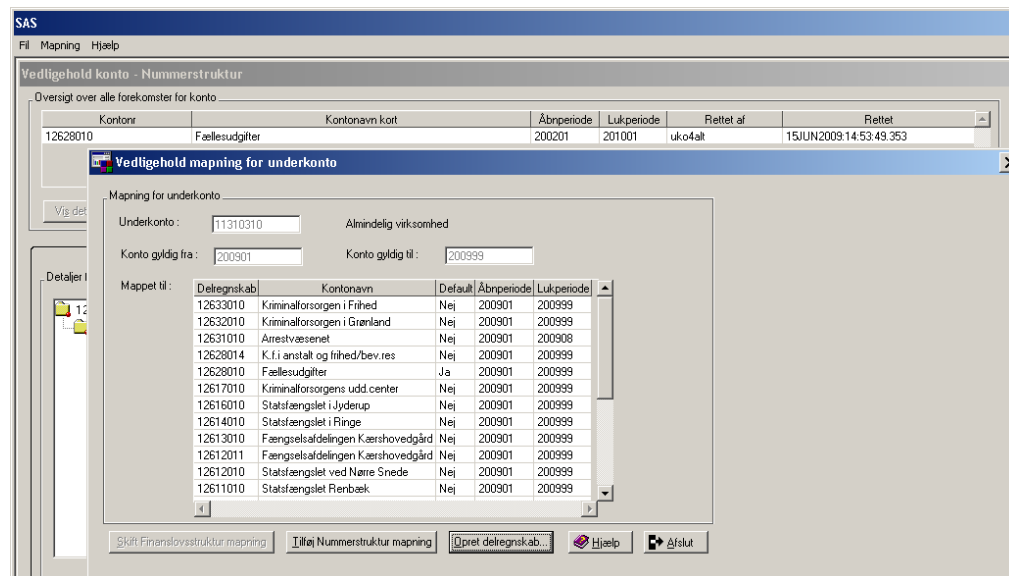 SAS
Fil Mapning Hjælp
Vedligehold konto - Nummerstruktur
Oversigt over alle forekomster for konto
Kontonr Kontonavn kort Åbnperiode Lukperiode Rettet af Rettet
12628010 Fællesudgifter 200201 201001 uko4alt 15JUN2009:14:53:49.353
Vedligehold mapning for underkonto
Mapning for underkonto
Vis det
Underkonto : 11310310 Almindelig virksomhed
Konto gyldig fra : 200901 Konto gyldig til : 200999
Detaljer
Mappet til : Delregnskab Kontonavn Default Åbnperiode Lukperiode
12633010 Kriminalforsorgen i Frihed Nej 200901 200999
12
12632010 Kriminalforsorgen i Grønland Nej 200901 200999
12631010 Arrestvæsenet Nej 200901 200908
12628014 K.f.i anstalt og frihed/bev.res Nej 200901 200999
12628010 Fællesudgifter Ja 200901 200999
12617010 Kriminalforsorgens udd.center Nej 200901 200999
12616010 Statsfængslet i Jyderup Nej 200901 200999
12614010 Statsfængslet i Ringe Nej 200901 200999
12613010 Fængselsafdelingen Kærshovedgård Nej 200901 200999
12612011 Fængselsafdelingen Kærshovedgård Nej 200901 200999
12612010 Statsfængslet ved Nørre Snede Nej 200901 200999
12611010 Statsfængslet Renbæk Nej 200901 200999
Skift Finanslovsstruktur mapning Tilføj Nummerstruktur mapning Opret delregnskab... Hjælp Afslut